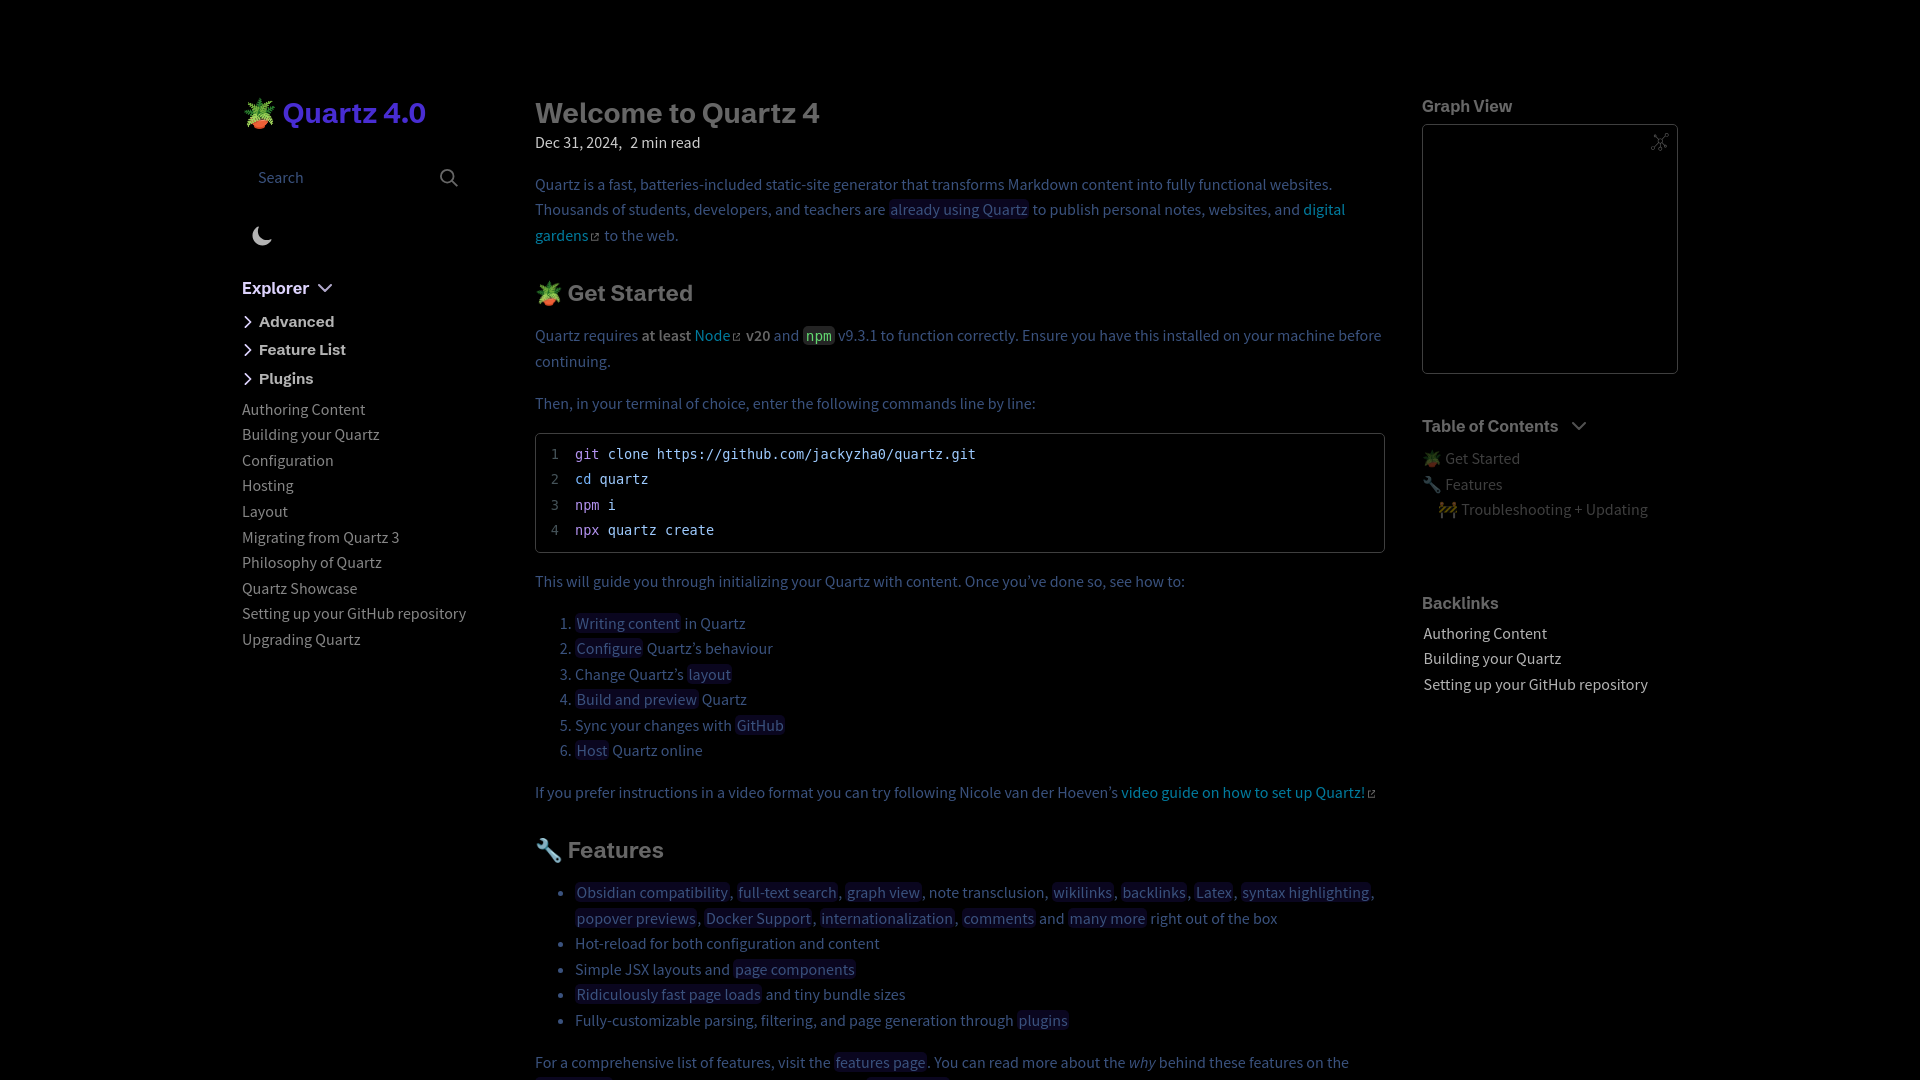 Quartz 4.0
Search
Explorer
Advanced
Feature List
Plugins
Authoring Content
Building your Quartz
Configuration
Hosting
Layout
Migrating from Quartz 3
Philosophy of Quartz
Quartz Showcase
Setting up your GitHub repository
Upgrading Quartz
Welcome to Quartz 4
Dec 31, 2024, 2 min read
Quartz is a fast, batteries-included static-site generator that transforms Markdown content into fully functional websites.
Thousands of students, developers, and teachers are already using Quartz to publish personal notes, websites, and digital
gardens to the web.
🪴 Get Started
Quartz requires at least Node v20 and npm v9.3.1 to function correctly. Ensure you have this installed on your machine before
continuing.
Then, in your terminal of choice, enter the following commands line by line:
1 git clone https://github.com/jackyzha0/quartz.git
2 cd quartz
3 npm i
4 npx quartz create
This will guide you through initializing your Quartz with content. Once you’ve done so, see how to:
1. Writing content in Quartz
2. Configure Quartz’s behaviour
3. Change Quartz’s layout
4. Build and preview Quartz
5. Sync your changes with GitHub
6. Host Quartz online
If you prefer instructions in a video format you can try following Nicole van der Hoeven’s video guide on how to set up Quartz!
🔧 Features
• Obsidian compatibility, full-text search, graph view, note transclusion, wikilinks, backlinks, Latex, syntax highlighting,
popover previews, Docker Support, internationalization, comments and many more right out of the box
• Hot-reload for both configuration and content
• Simple JSX layouts and page components
• Ridiculously fast page loads and tiny bundle sizes
• Fully-customizable parsing, filtering, and page generation through plugins
For a comprehensive list of features, visit the features page. You can read more about the why behind these features on the
Graph View
Table of Contents
🪴 Get Started
🔧 Features
🚧 Troubleshooting + Updating
Backlinks
Authoring Content
Building your Quartz
Setting up your GitHub repository